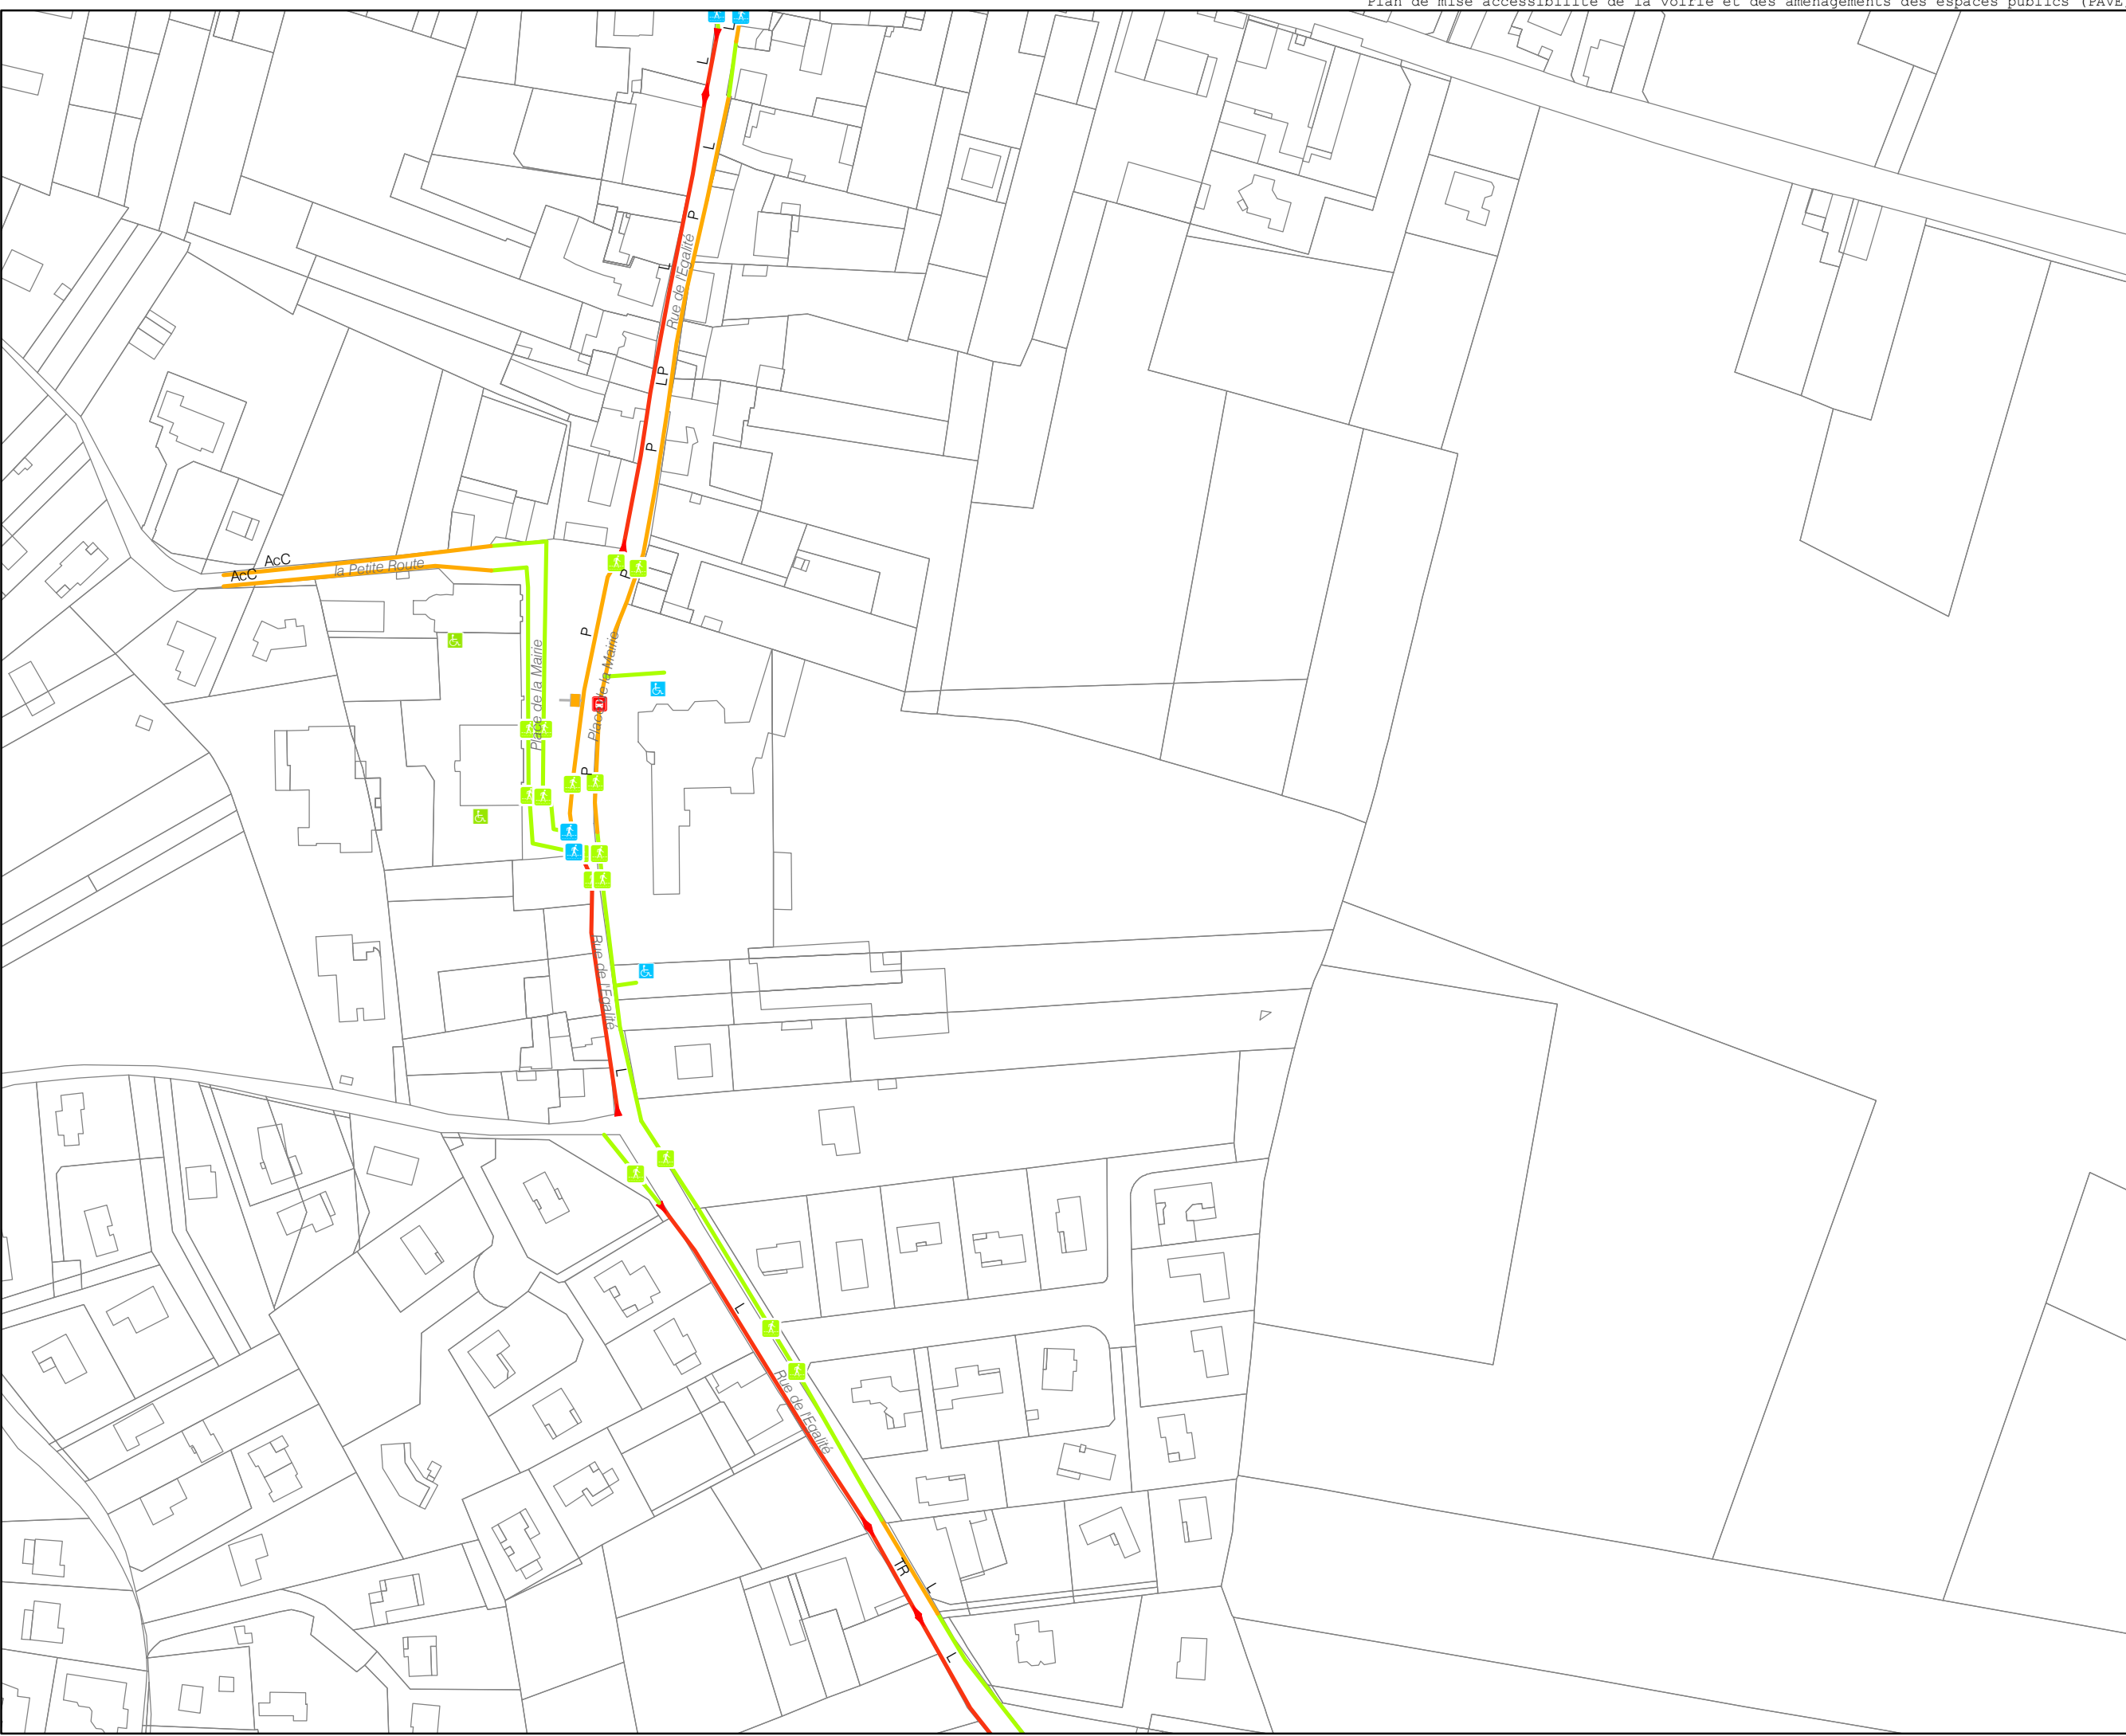 Plan de mise accessibilité de la voirie et des aménagements des espaces publics (PAVE)
L
L
L
P
Rue de l'Egalité
L
L
P
P
AcC
AcC
la Petite Route
P
P
Place de la Mairie
Place de la Mairie
P
Rue de l'Egalité
L
L
Rue de l'Egalité
TR
L
L